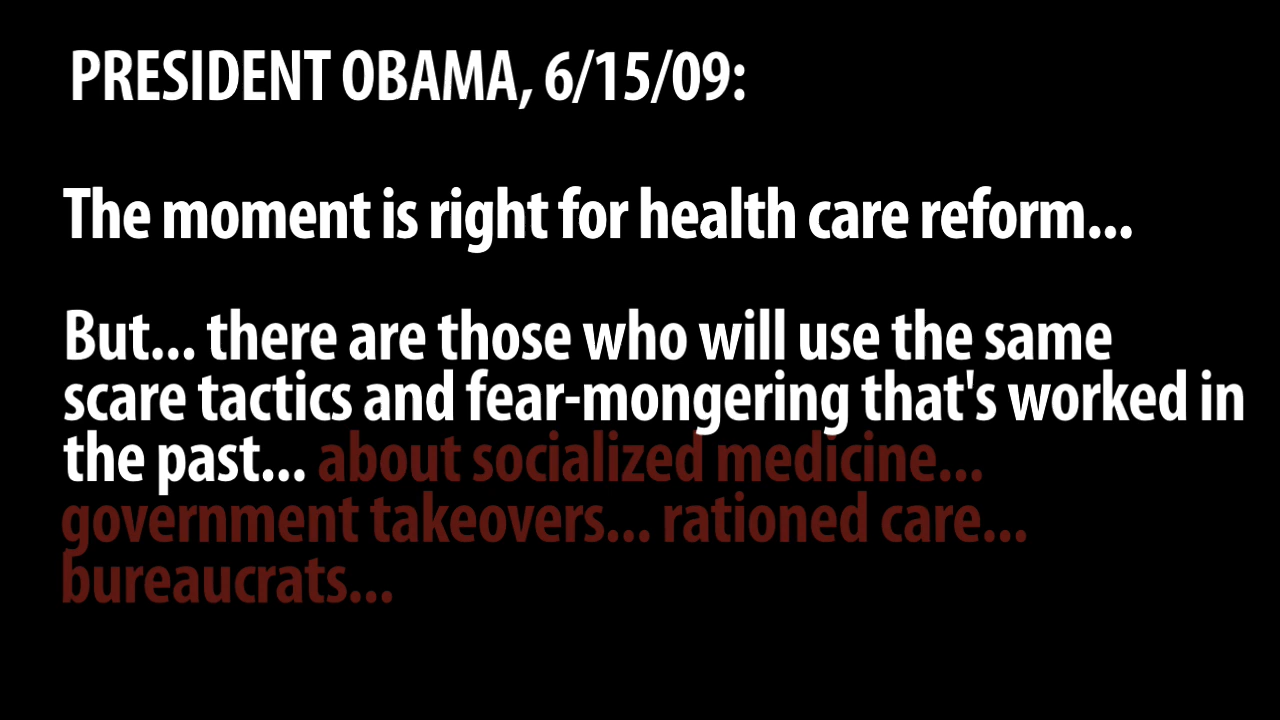 PRESIDENT OBAMA, 6/15/09:
The moment is right for health care reform...
But... there are those who will use the same
scare tactics and fear-mongering that's worked in
the past... about socialized medicine...
government takeovers... rationed care...
bureaucrats...